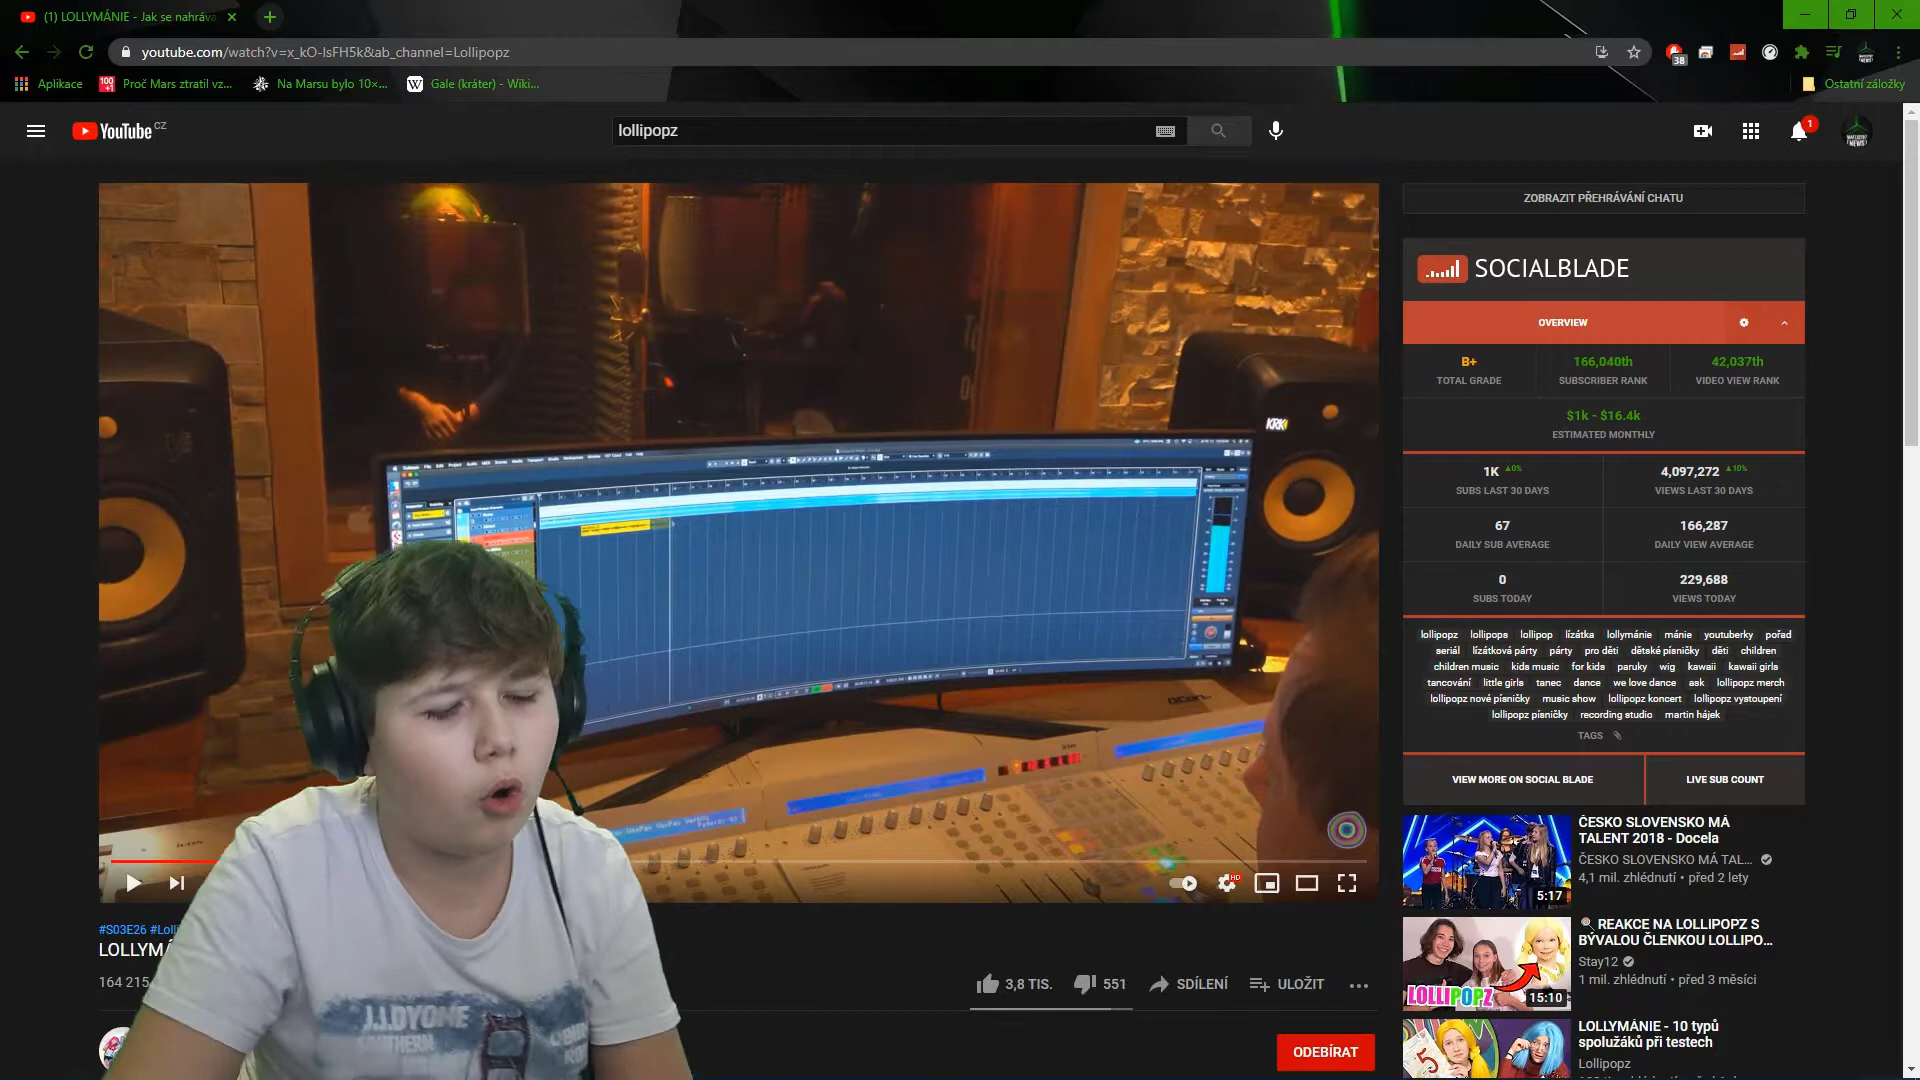 (1) LOLLYMÁNIE - Jak se nahráva
youtube.com/watch?v=x_kO-IsFH5k&ab_channel=Lollipopz
38
Aplikace
Proč Mars ztratil vz...
Na Marsu bylo 10×...
Gale (kráter) - Wiki...
Ostatní záložky
YouTube CZ
lollipopz
1
ZOBRAZIT PŘEHRÁVÁNÍ CHATU
SOCIALBLADE
OVERVIEW
B+
TOTAL GRADE
166,040th
SUBSCRIBER RANK
42,037th
VIDEO VIEW RANK
$1k - $16.4k
ESTIMATED MONTHLY
1K ▲0%
SUBS LAST 30 DAYS
4,097,272 ▲10%
VIEWS LAST 30 DAYS
67
DAILY SUB AVERAGE
166,287
DAILY VIEW AVERAGE
0
SUBS TODAY
229,688
VIEWS TODAY
lollipopz lollipops lollipop lízátka lollymánie mánie youtuberky pořad
seriál lízátková párty párty pro děti dětské písničky děti children
children music kids music for kids paruky wig kawaii kawaii girls
tancování little girls tanec dance we love dance ask lollipopz merch
lollipopz nové písničky music show lollipopz koncert lollipopz vystoupení
lollipopz písničky recording studio martin hájek
TAGS
VIEW MORE ON SOCIAL BLADE
LIVE SUB COUNT
KRK
HD
#S03E26 #Lolli
LOLLYMÁ
164 215
3,8 TIS.
551
SDÍLENÍ
ULOŽIT
ODEBÍRAT
J.J.DYONE
5:17
ČESKO SLOVENSKO MÁ
TALENT 2018 - Docela
ČESKO SLOVENSKO MÁ TAL...
4,1 mil. zhlédnutí • před 2 lety
LOLLIPOPZ
15:10
REAKCE NA LOLLIPOPZ S
BÝVALOU ČLENKOU LOLLIPO...
Stay12
1 mil. zhlédnutí • před 3 měsíci
5
LOLLYMÁNIE - 10 typů
spolužáků při testech
Lollipopz